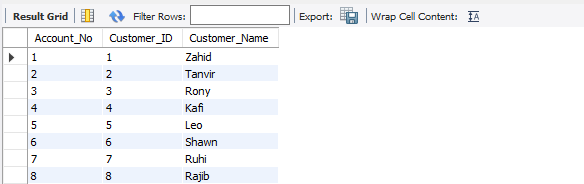 Result Grid Filter Rows: Export: Wrap Cell Content:
Account_No Customer_ID Customer_Name
1 1 Zahid
2 2 Tanvir
3 3 Rony
4 4 Kafi
5 5 Leo
6 6 Shawn
7 7 Ruhi
8 8 Rajib